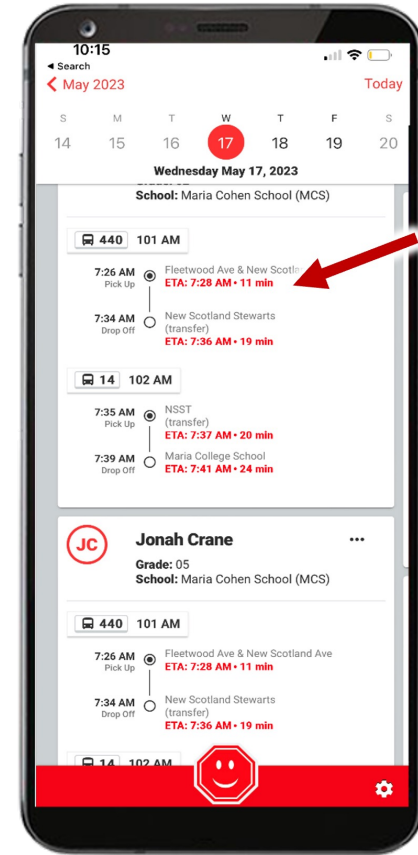 10:15
◄ Search
May 2023
Today
S M T W T F S
14 15 16 17 18 19 20
Wednesday May 17, 2023
School: Maria Cohen School (MCS)
440 101 AM
7:26 AM Fleetwood Ave & New
Pick Up ETA: 7:28 AM • 11 min
7:34 AM New Scotland Stewarts
Drop Off (transfer)
ETA: 7:36 AM • 19 min
14 102 AM
7:35 AM NSST
Pick Up (transfer)
ETA: 7:37 AM • 20 min
7:39 AM Maria College School
Drop Off ETA: 7:41 AM • 24 min
JC Jonah Crane ...
Grade: 05
School: Maria Cohen School (MCS)
440 101 AM
7:26 AM Fleetwood Ave & New Scotland Ave
Pick Up ETA: 7:28 AM • 11 min
7:34 AM New Scotland Stewarts
Drop Off (transfer)
ETA: 7:36 AM • 19 min
14 102 AM